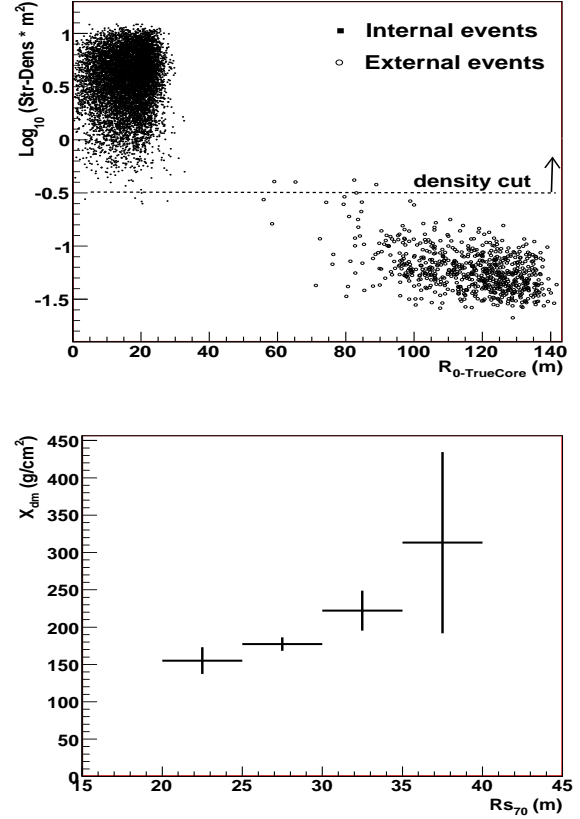 Internal events
External events
density cut
Log10 (Str-Dens * m2)
1
0.5
0
-0.5
-1
-1.5
0 20 40 60 80 100 120 140
R0-TrueCore (m)
Xdm (g/cm2)
450
400
350
300
250
200
150
100
50
0
15 20 25 30 35 40 45
Rs70 (m)